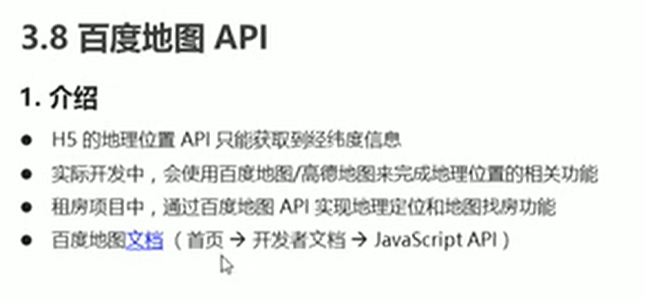 3.8 百度地图 API
1. 介绍
● H5 的地理位置 API 只能获取到经纬度信息
● 实际开发中，会使用百度地图/高德地图来完成地理位置的相关功能
● 租房项目中，通过百度地图 API 实现地理定位和地图找房功能
● 百度地图文档（首页 → 开发者文档 → JavaScript API）